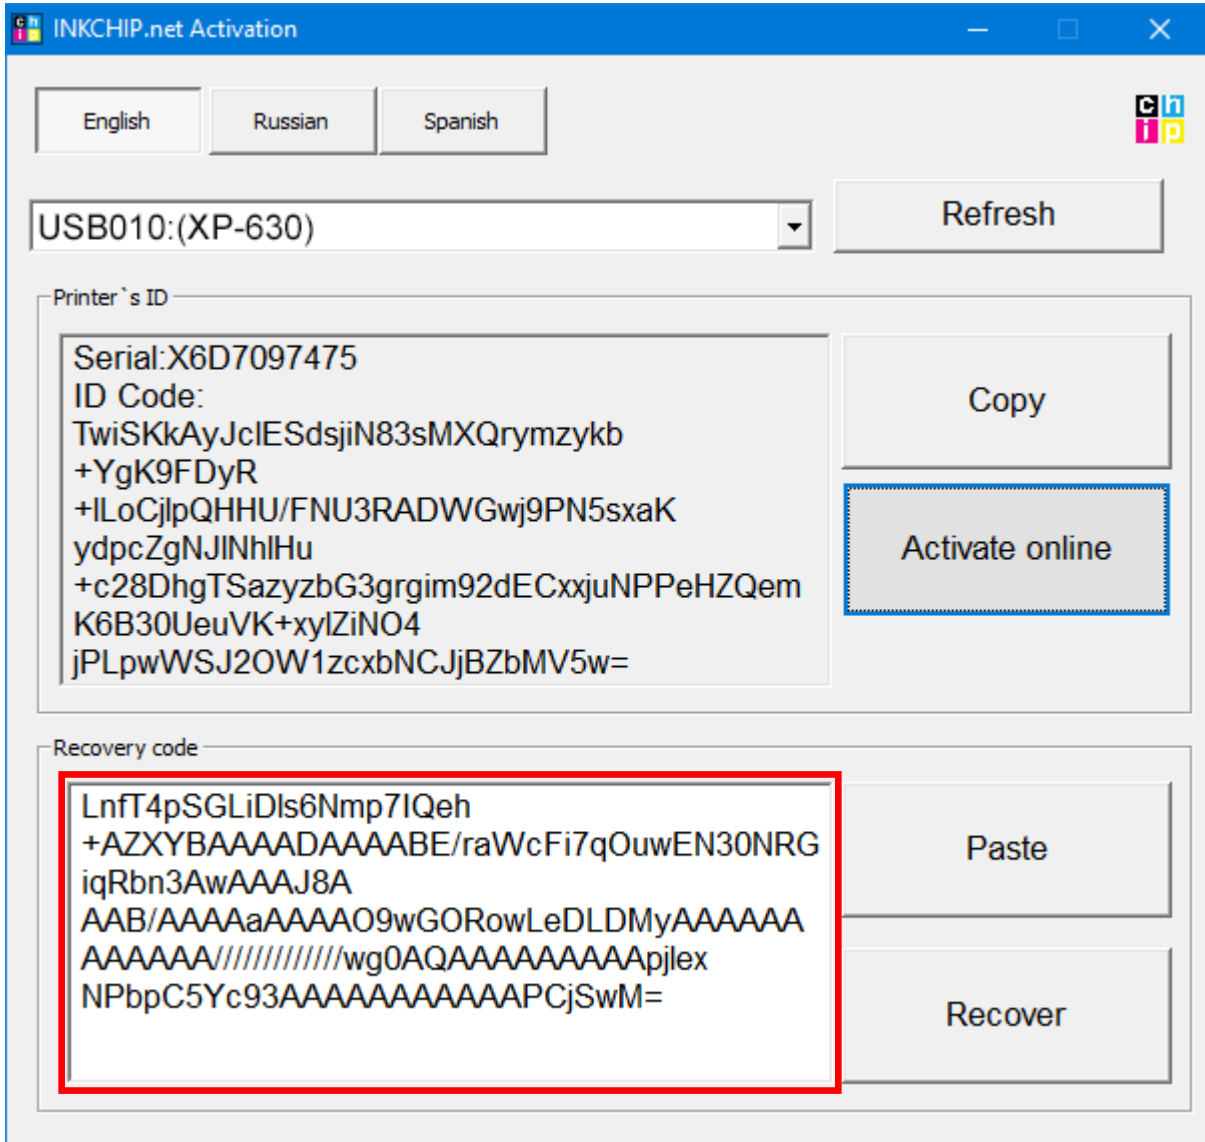 INKCHIP.net Activation
English Russian Spanish
c h
i p
USB010:(XP-630)
Refresh
Printer`s ID
Serial:X6D7097475
ID Code:
TwiSKkAyJcIESdsjiN83sMXQrymzykb
+YgK9FDyR
+lLoCjlpQHHU/FNU3RADWGwj9PN5sxaK
ydpcZgNJlNhlHu
+c28DhgTSazyzbG3grgim92dECxxjuNPPeHZQem
K6B30UeuVK+xylZiNO4
jPLpwWSJ2OW1zcxbNCJjBZbMV5w=
Copy
Activate online
Recovery code
LnfT4pSGLiDls6Nmp7IQeh
+AZXYBAAAADAAAABE/raWcFi7qOuwEN30NRG
iqRbn3AwAAAJ8A
AAB/AAAAaAAAAO9wGORowLeDLDMyAAAAAA
AAAAAA/////////////wg0AQAAAAAAAAApjlex
NPbpC5Yc93AAAAAAAAAAAPCjSwM=
Paste
Recover